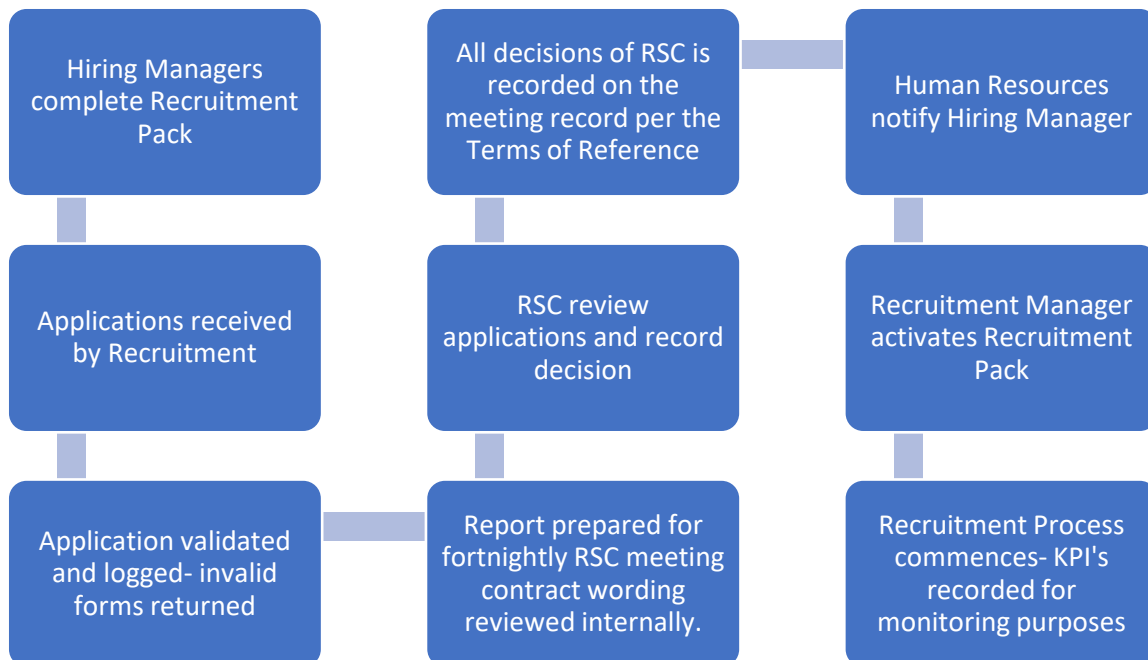 Hiring Managers
complete Recruitment
Pack
Applications received
by Recruitment
Application validated
and logged- invalid
forms returned
Report prepared for
fortnightly RSC meeting
contract wording
reviewed internally.
RSC review
applications and record
decision
All decisions of RSC is
recorded on the
meeting record per the
Terms of Reference
Human Resources
notify Hiring Manager
Recruitment Manager
activates Recruitment
Pack
Recruitment Process
commences- KPI's
recorded for
monitoring purposes